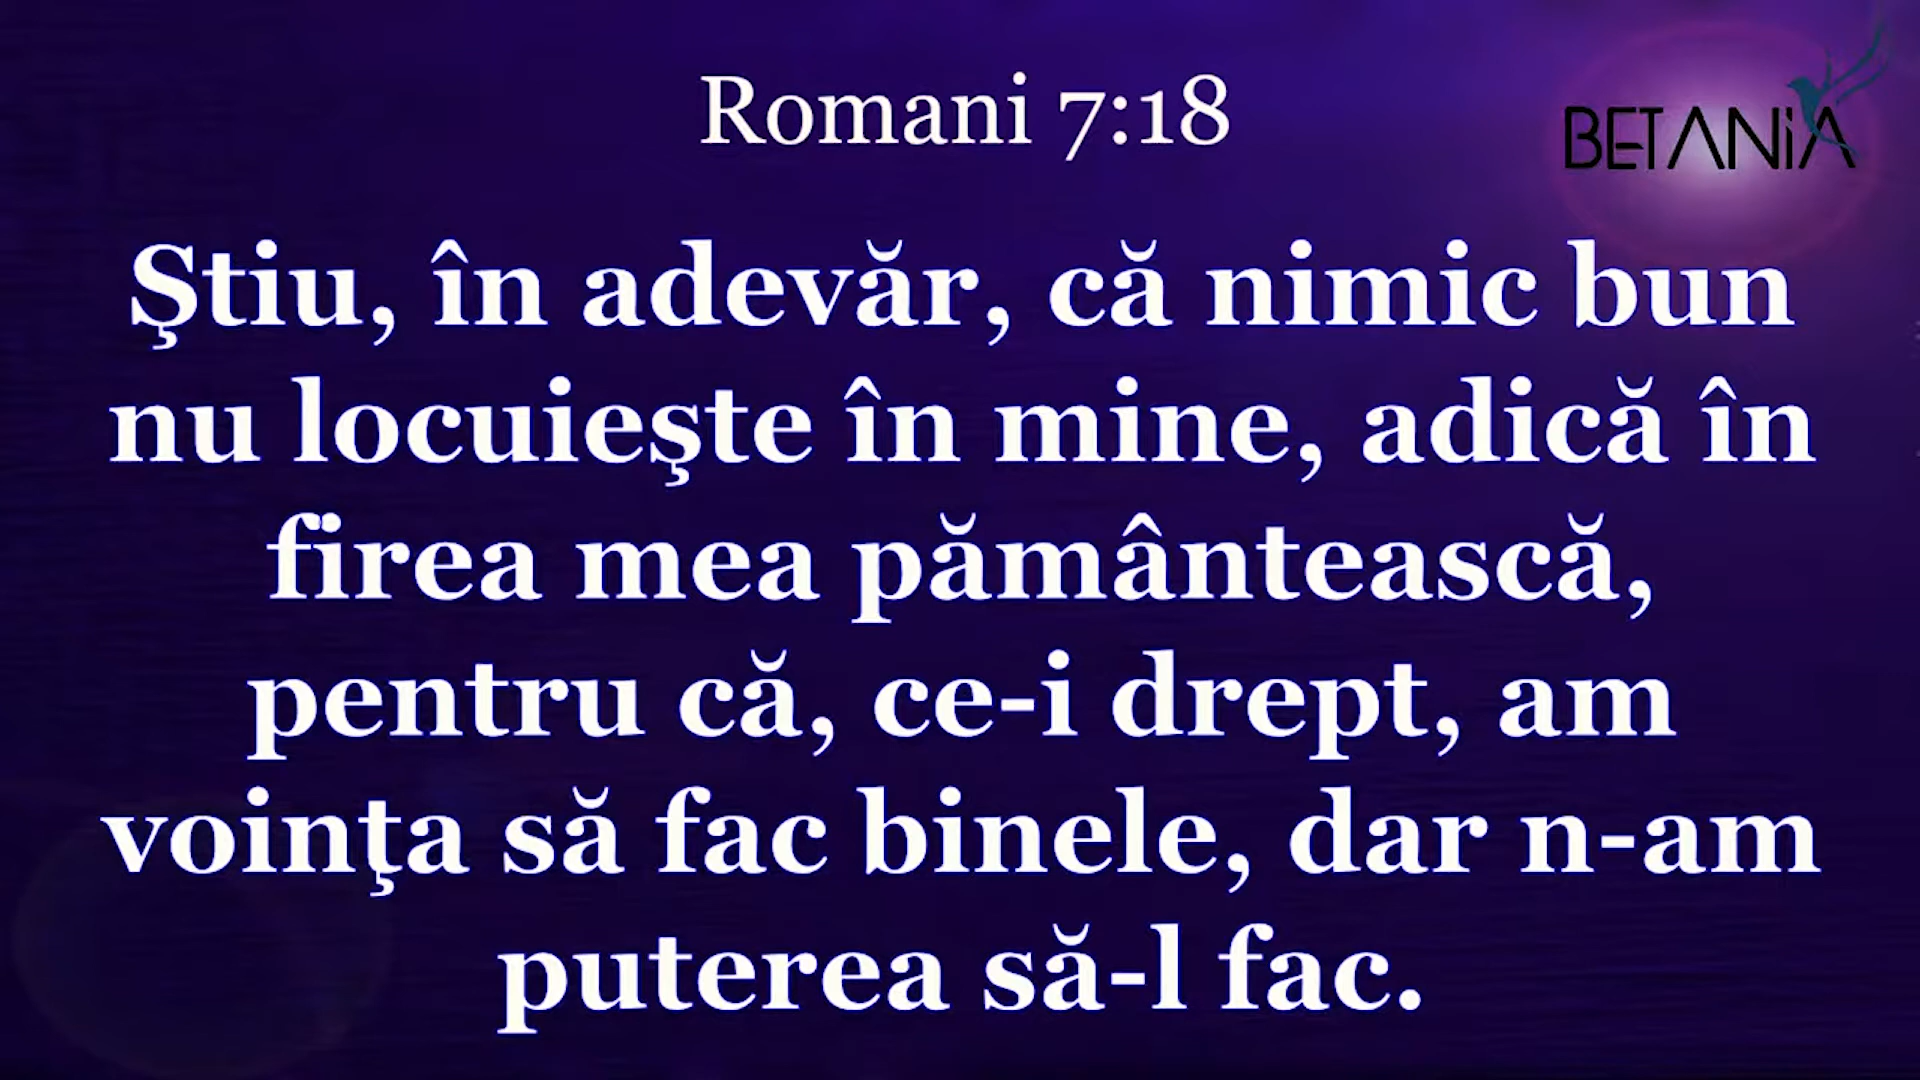 Romani 7:18
BETANiA
Ştiu, în adevăr, că nimic bun
nu locuieşte în mine, adică în
firea mea pământească,
pentru că, ce-i drept, am
voinţa să fac binele, dar n-am
puterea să-l fac.